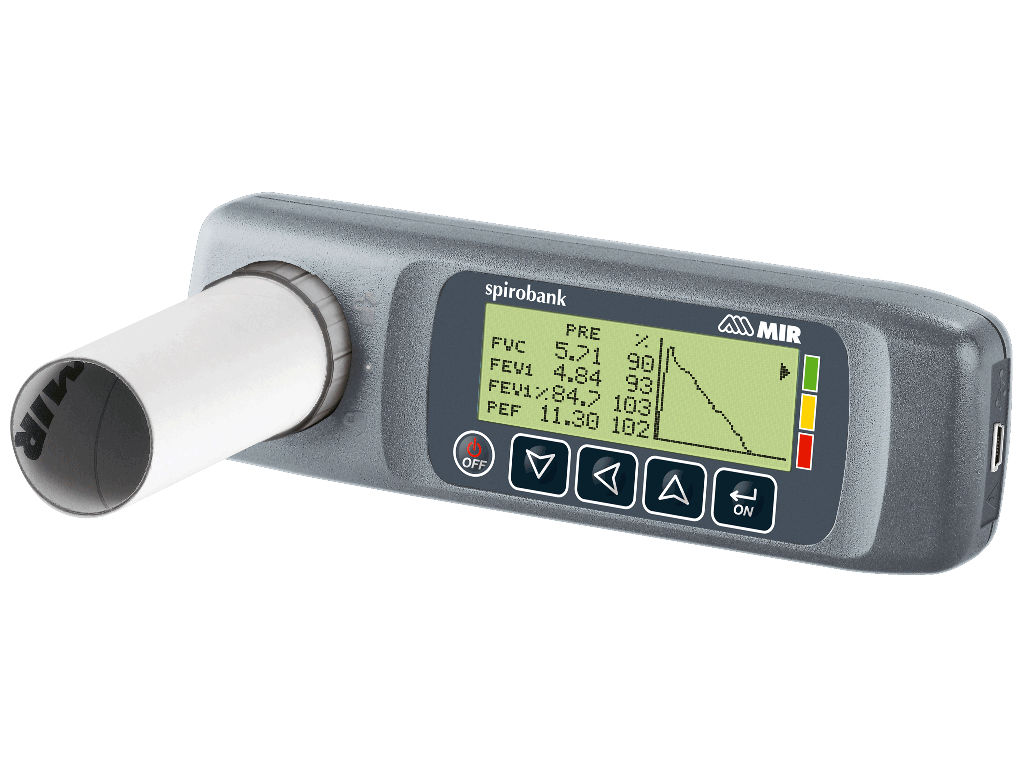 spirobank
MIR
PRE %
FVC 5.71 90
FEV1 4.84 93
FEV1% 84.7 103
PEF 11.30 102
OFF
ON
MIR